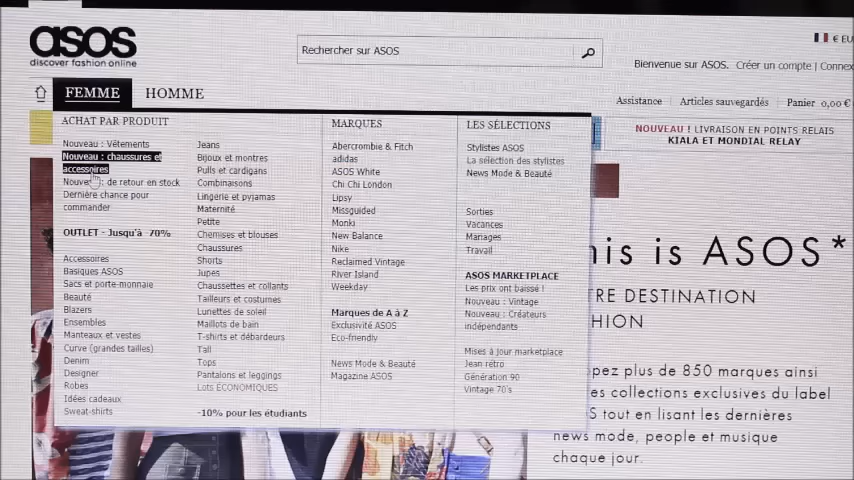 asos
discover fashion online
Rechercher sur ASOS
€ EU
Bienvenue sur ASOS. Créer un compte | Connex
FEMME
HOMME
Assistance | Articles sauvegardés | Panier 0,00 €
NOUVEAU ! LIVRAISON EN POINTS RELAIS
KIALA ET MONDIAL RELAY
ACHAT PAR PRODUIT
Nouveau : Vêtements
Nouveau : chaussures et
accessoires
de retour en stock
Dernière chance pour
commander
OUTLET - Jusqu'à -70%
Accessoires
Basiques ASOS
Sacs et porte-monnaie
Beauté
Blazers
Ensembles
Manteaux et vestes
Curve (grandes tailles)
Denim
Designer
Robes
Idées cadeaux
Sweat-shirts
Jeans
Bijoux et montres
Pulls et cardigans
Combinaisons
Lingerie et pyjamas
Maternité
Petite
Chemises et blouses
Chaussures
Shorts
Jupes
Chaussettes et collants
Tailleurs et costumes
Lunettes de soleil
Maillots de bain
T-shirts et débardeurs
Tall
Tops
Pantalons et leggings
Lots ÉCONOMIQUES
-10% pour les étudiants
MARQUES
Abercrombie & Fitch
adidas
ASOS White
Chi Chi London
Lipsy
Missguided
Monki
New Balance
Nike
Reclaimed Vintage
River Island
Weekday
Marques de A à Z
Exclusivité ASOS
Eco-friendly
News Mode & Beauté
Magazine ASOS
LES SÉLECTIONS
Stylistes ASOS
La sélection des stylistes
News Mode & Beauté
Sorties
Vacances
Mariages
Travail
ASOS MARKETPLACE
Les prix ont baissé !
Nouveau : Vintage
Nouveau : Créateurs
indépendants
Mises à jour marketplace
Jean rétro
Génération 90
Vintage 70's
his is ASOS*
TRE DESTINATION
HION
pez plus de 850 marques ainsi
es collections exclusives du label
S tout en lisant les dernières
news mode, people et musique
chaque jour.